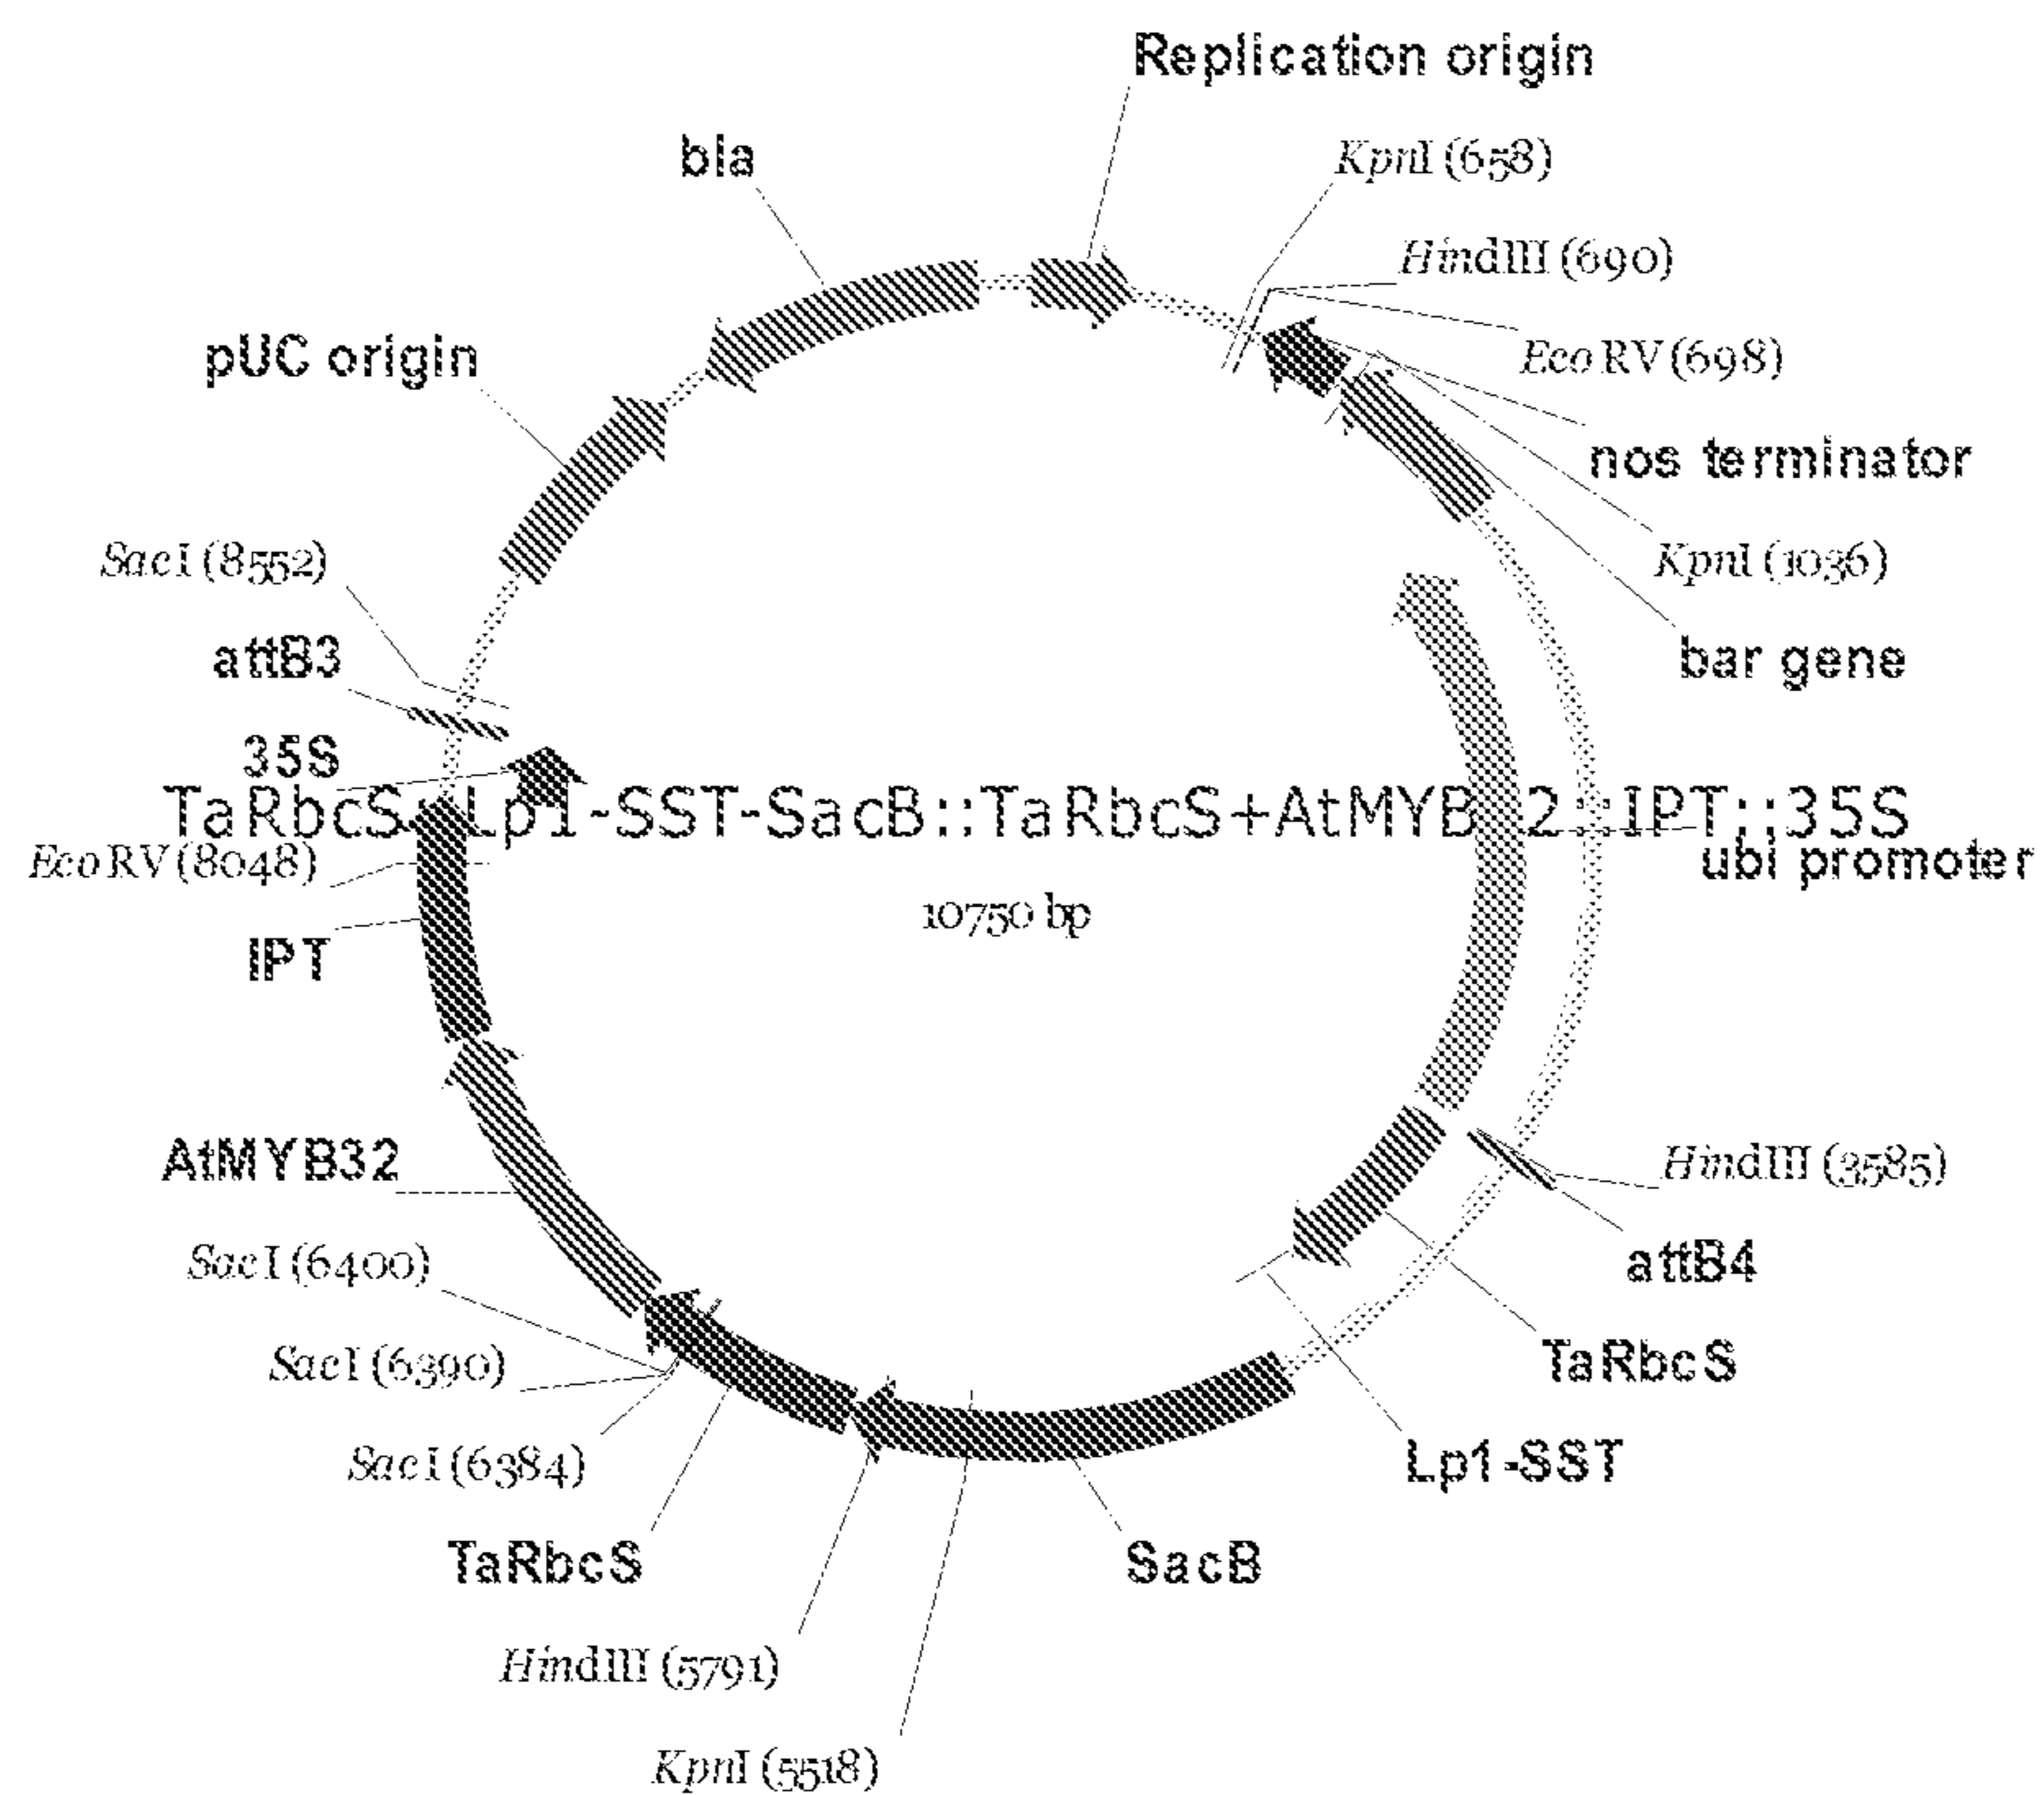 Replication origin
bla
KpnI (658)
HindIII (690)
pUC origin
EcoRV (698)
nos terminator
SacI (8552)
KpnI (1036)
attB3
bar gene
35S
TaRbcS::Lp1-SST-SacB::TaRbcS+AtMYB32::IPT::35S
EcoRV (8048)
ubi promoter
10750 bp
IPT
AtMYB32
HindIII (3585)
SacI (6400)
attB4
SacI (6390)
TaRbcS
SacI (6384)
Lp1-SST
TaRbcS
SacB
HindIII (5791)
KpnI (5518)